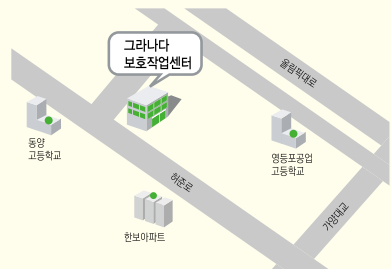 그라나다
보호작업센터
올림픽대로
동양
고등학교
영등포공업
고등학교
허준로
가양대교
한보아파트